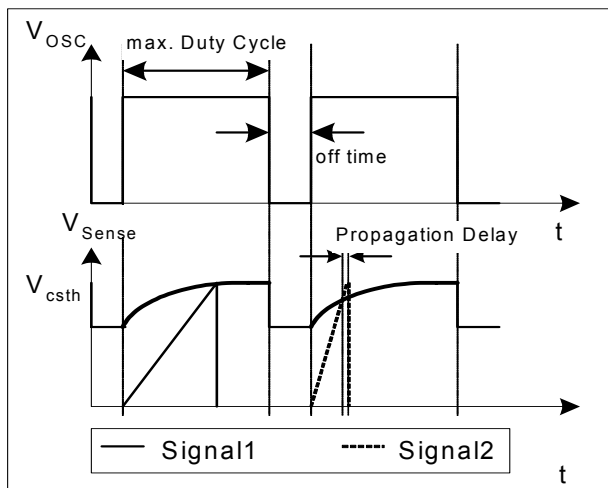 V OSC
max. Duty Cycle
off time
t
V Sense
Propagation Delay
V csth
Signal1
Signal2
t